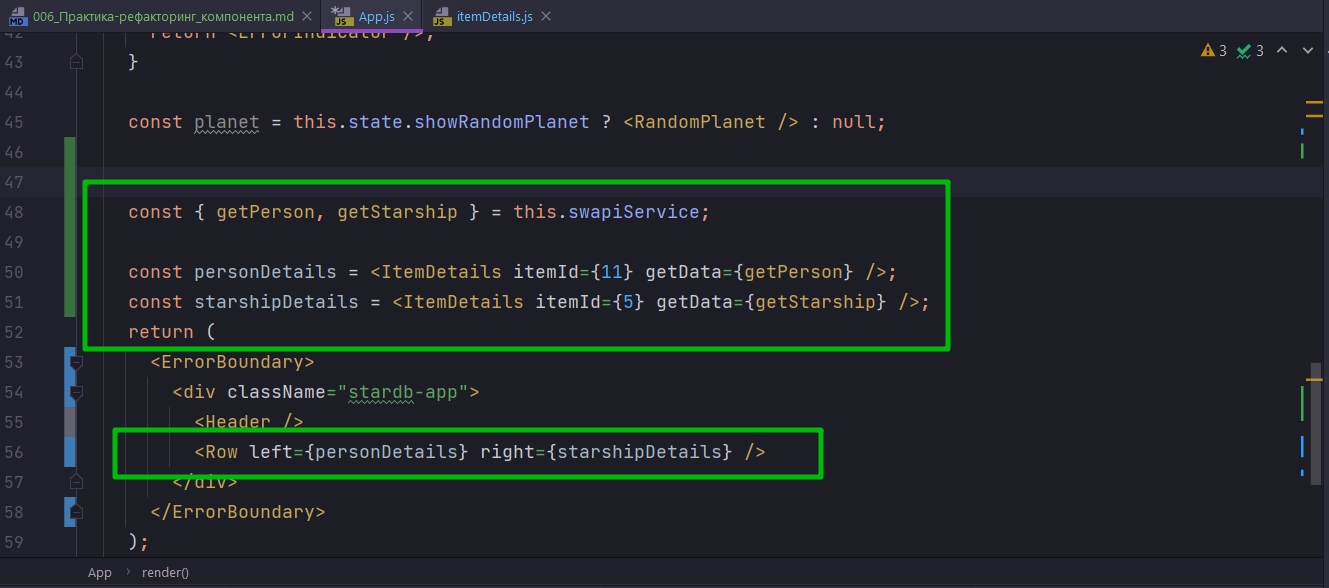 006_Практика-рефакторинг_компонента.md App.js itemDetails.js
42 return <ErrorIndicator />;
43 }
44
45 const planet = this.state.showRandomPlanet ? <RandomPlanet /> : null;
46
47
48 const { getPerson, getStarship } = this.swapiService;
49
50 const personDetails = <ItemDetails itemId={11} getData={getPerson} />;
51 const starshipDetails = <ItemDetails itemId={5} getData={getStarship} />;
52 return (
53 <ErrorBoundary>
54 <div className="stardb-app">
55 <Header />
56 <Row left={personDetails} right={starshipDetails} />
57 </div>
58 </ErrorBoundary>
59 );
3 3
App › render()